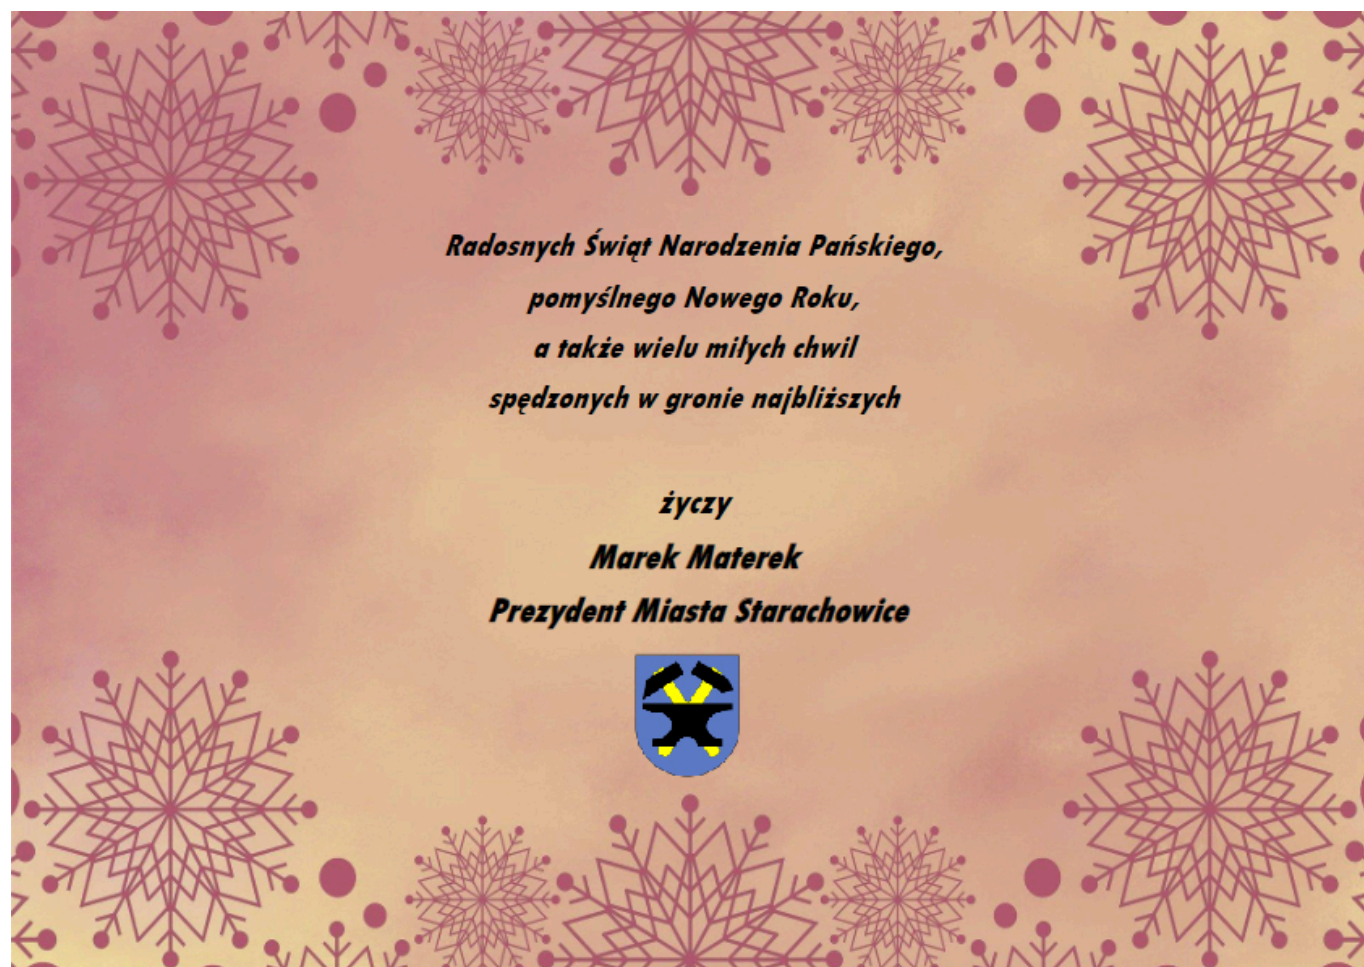 Radosnych Świąt Narodzenia Pańskiego,
pomyślnego Nowego Roku,
a także wielu miłych chwil
spędzonych w gronie najbliższych
życzy
Marek Materek
Prezydent Miasta Starachowice